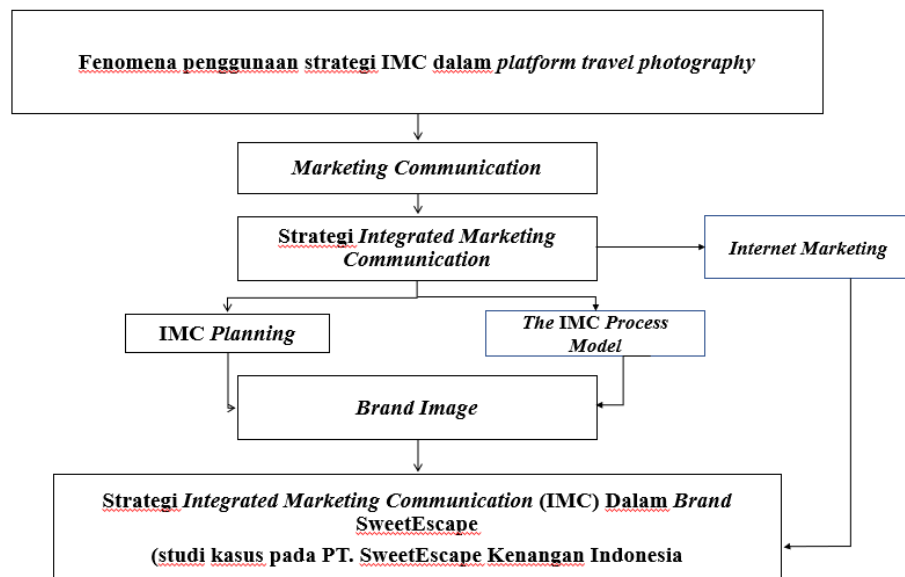 Fenomena penggunaan strategi IMC dalam platform travel photography
Marketing Communication
Strategi Integrated Marketing
Communication
Internet Marketing
IMC Planning
The IMC Process
Model
Brand Image
Strategi Integrated Marketing Communication (IMC) Dalam Brand
SweetEscape
(studi kasus pada PT. SweetEscape Kenangan Indonesia